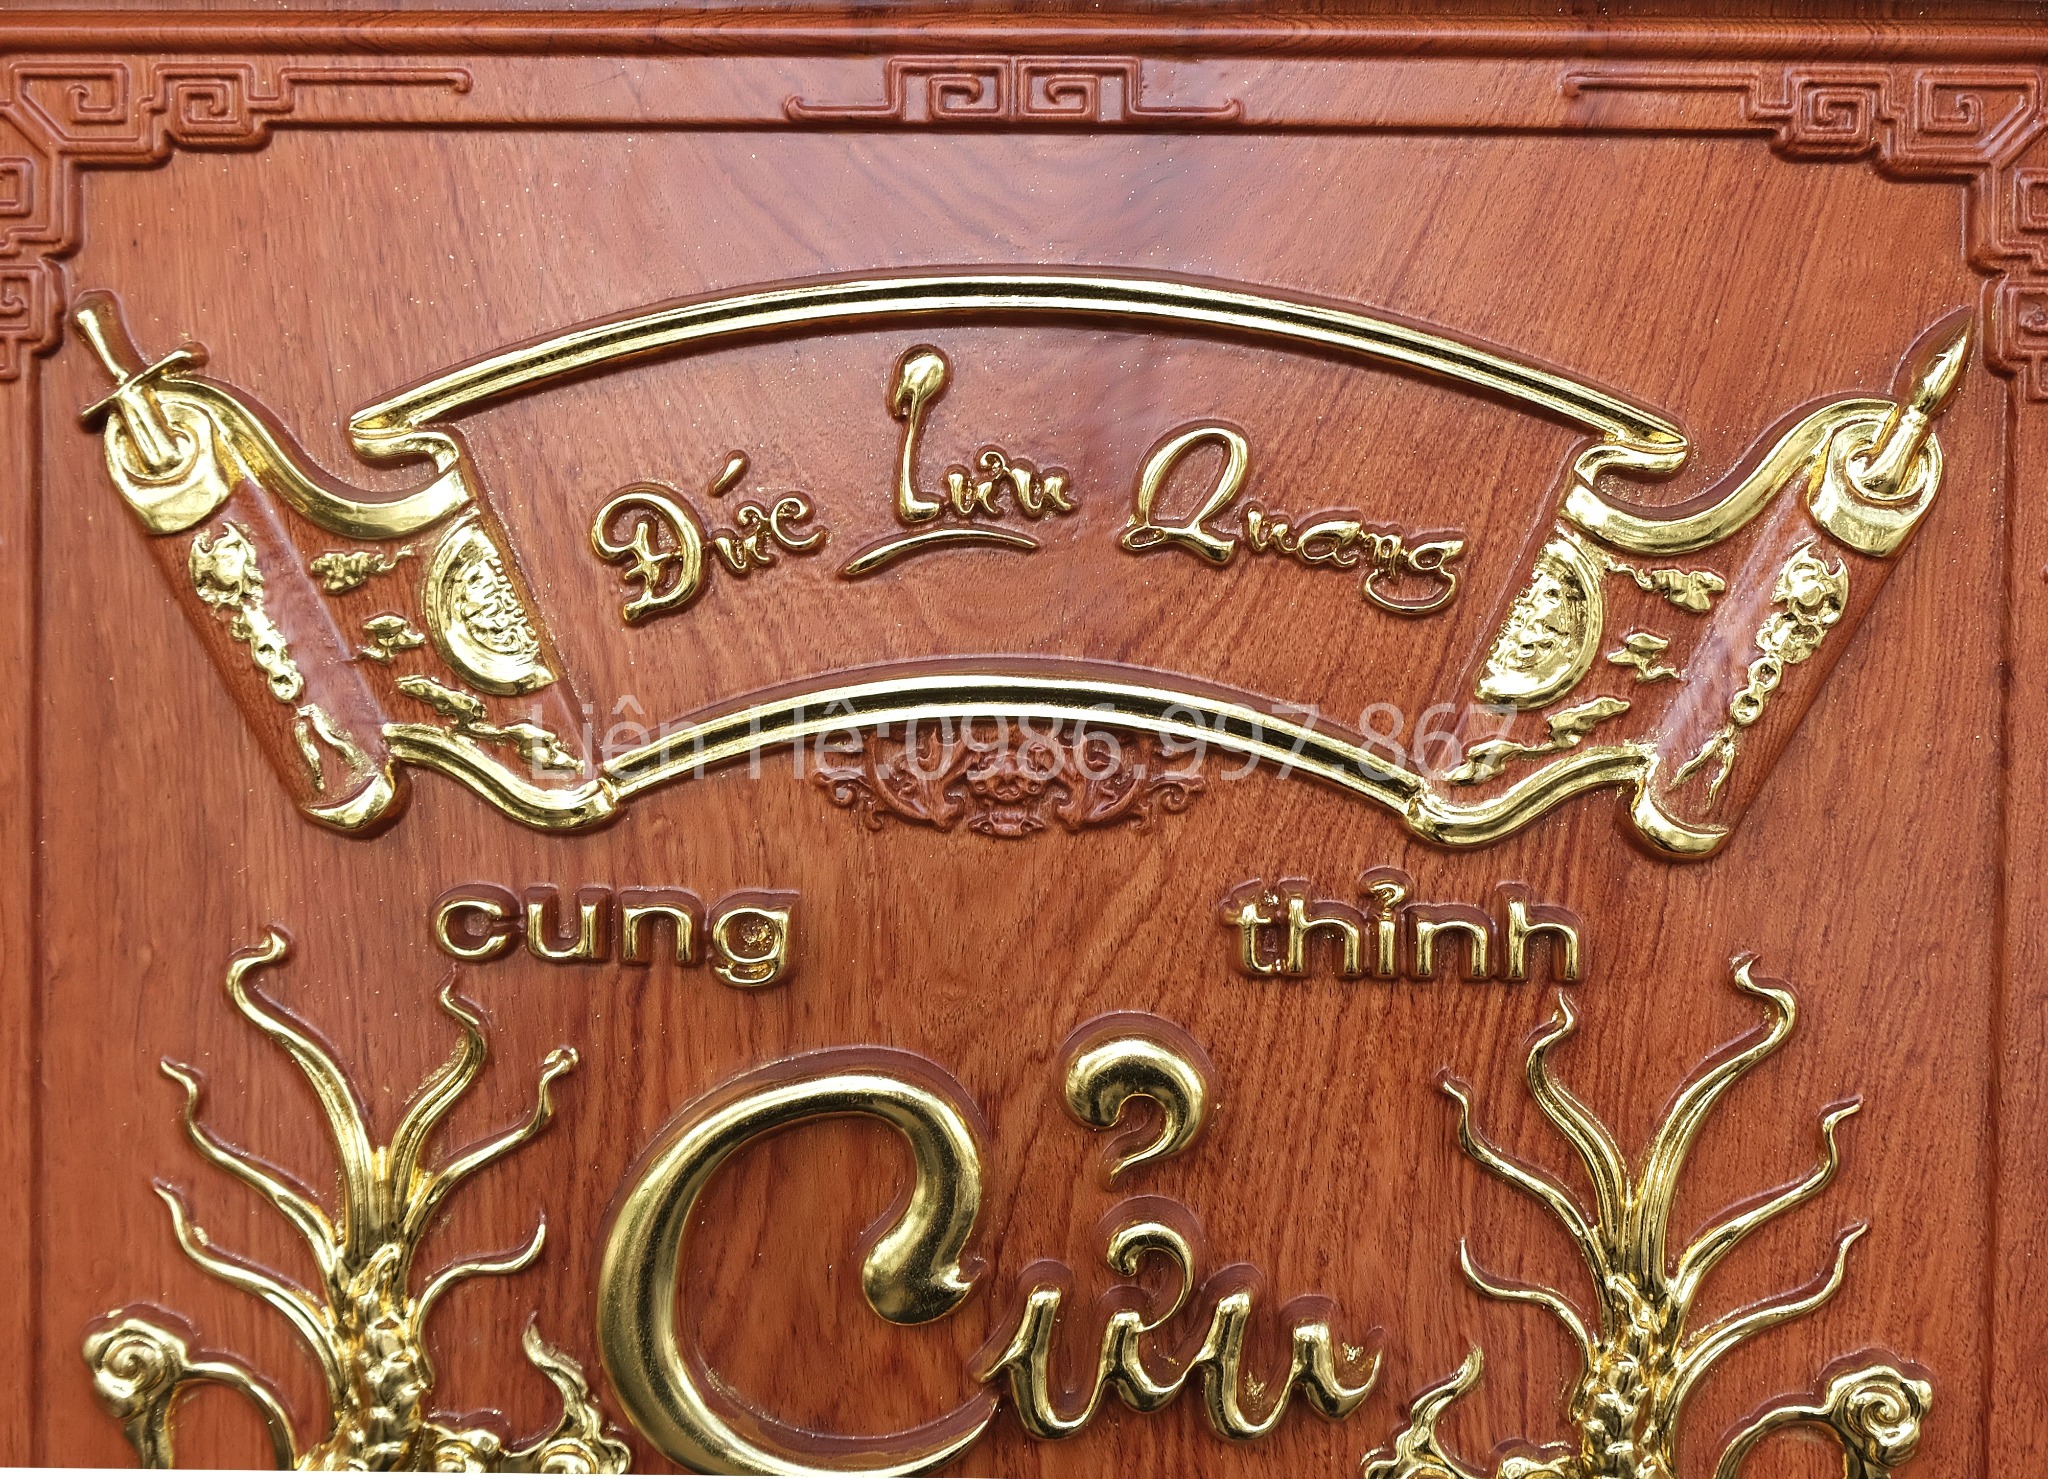 Đức Lưu Quang
Liên Hệ:0986.997.867
cung thỉnh
Cửu